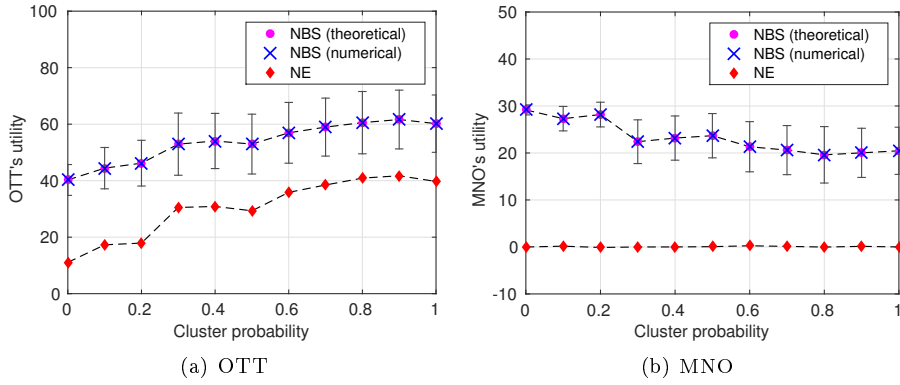 100
80
60
40
20
0
OTT's utility
NBS (theoretical)
NBS (numerical)
NE
0 0.2 0.4 0.6 0.8 1
Cluster probability
(a) OTT
50
40
30
20
10
0
-10
MNO's utility
NBS (theoretical)
NBS (numerical)
NE
0 0.2 0.4 0.6 0.8 1
Cluster probability
(b) MNO